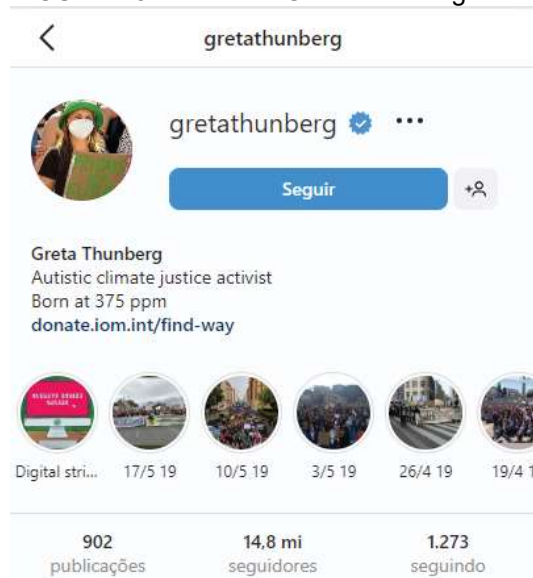 gretathunberg
gretathunberg
Seguir
Greta Thunberg
Autistic climate justice activist
Born at 375 ppm
donate.iom.int/find-way
Digital stri... 17/5 19 10/5 19 3/5 19 26/4 19 19/4 1
902 14,8 mi 1.273
publicações seguidores seguindo